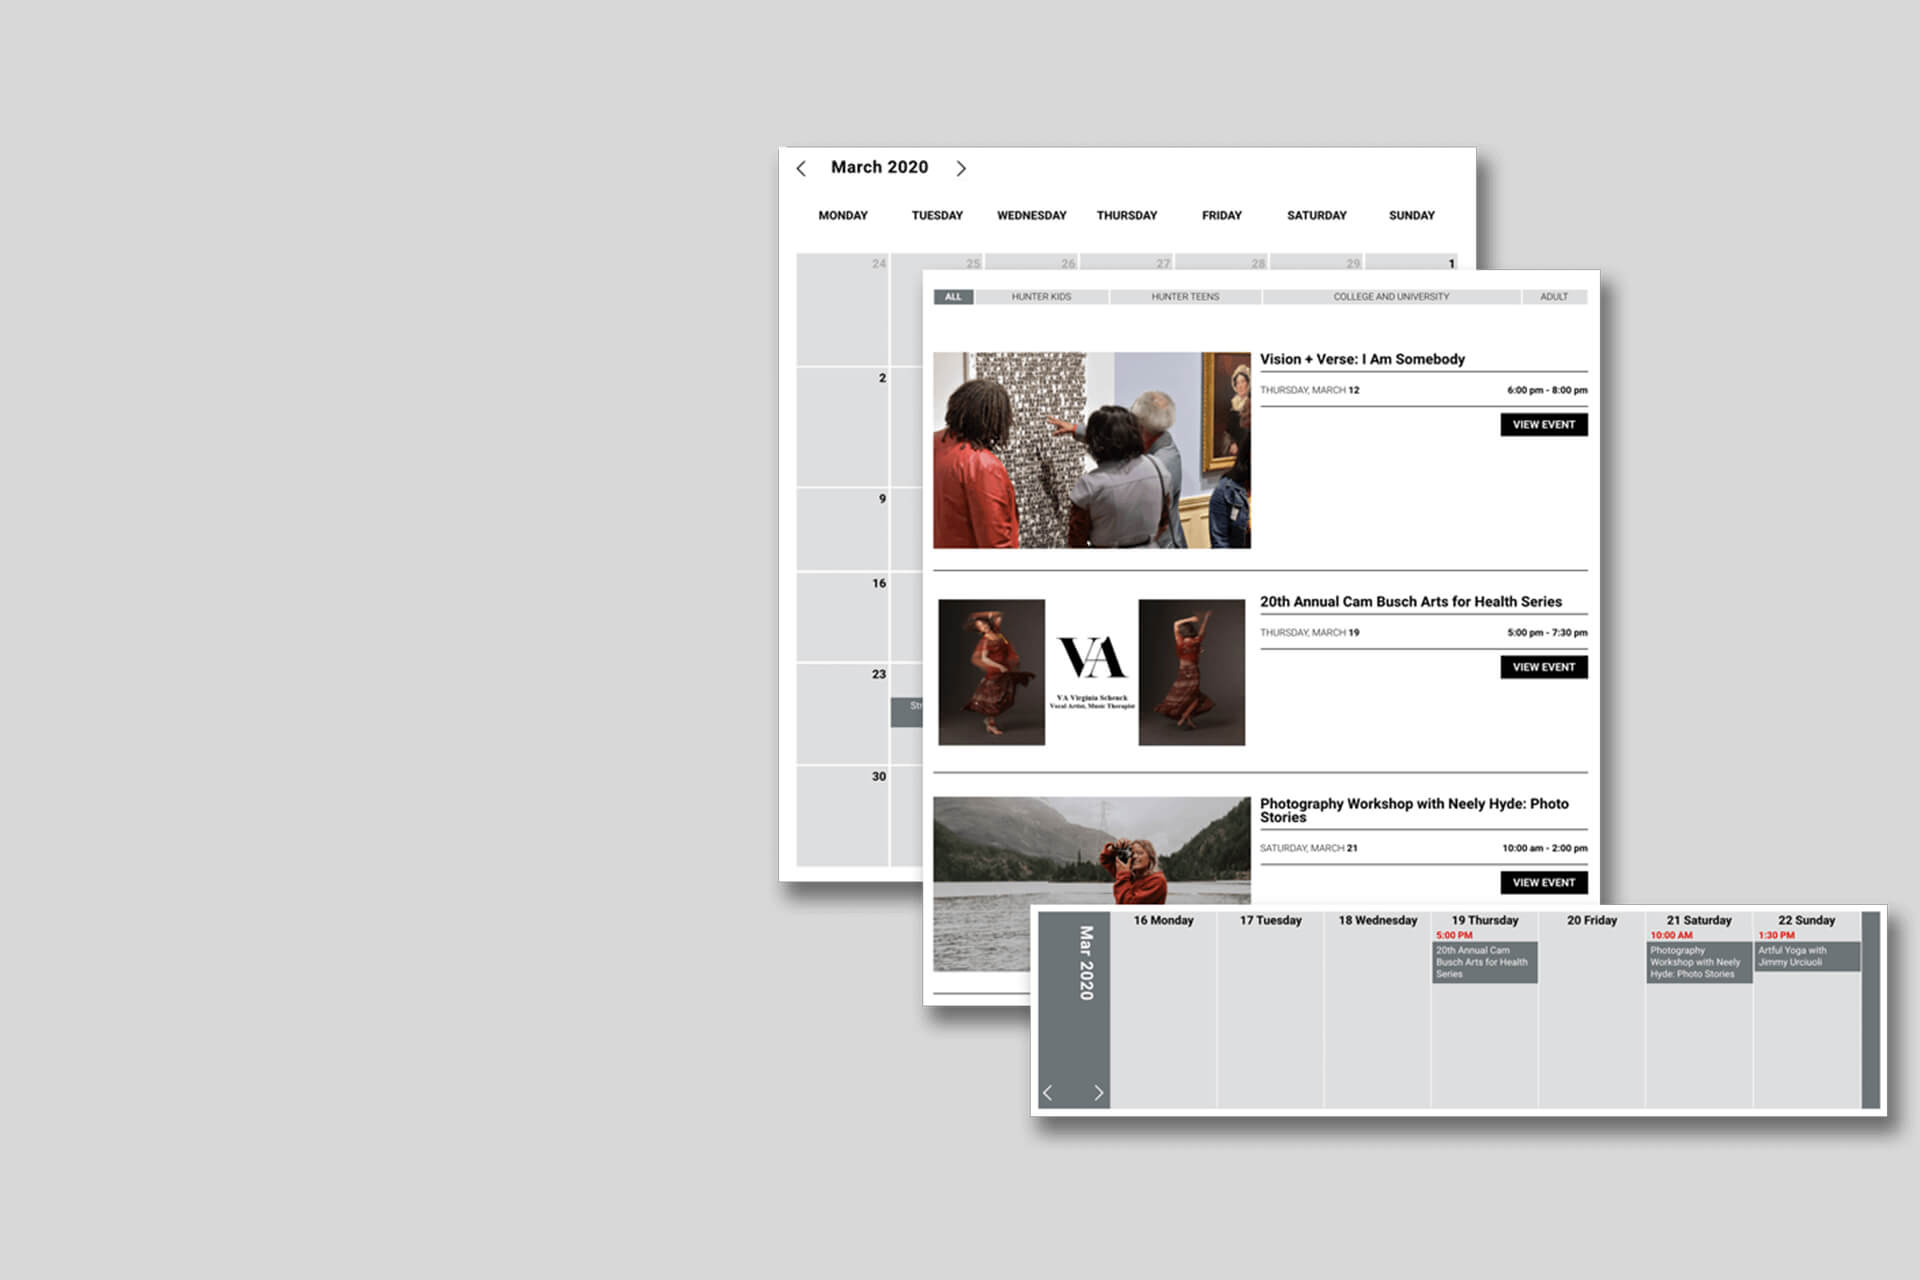 March 2020
MONDAY TUESDAY WEDNESDAY THURSDAY FRIDAY SATURDAY SUNDAY
24 25 26 27 28 29 1
2
9
16
23
30
ALL HUNTER KIDS HUNTER TEENS COLLEGE AND UNIVERSITY ADULT
Vision + Verse: I Am Somebody
THURSDAY, MARCH 12 6:00 pm - 8:00 pm
VIEW EVENT
20th Annual Cam Busch Arts for Health Series
THURSDAY, MARCH 19 5:00 pm - 7:30 pm
VIEW EVENT
VA
VA Virginia Schenck
Vocal Artist, Music Therapist
Photography Workshop with Neely Hyde: Photo
Stories
SATURDAY, MARCH 21 10:00 am - 2:00 pm
VIEW EVENT
Mar 2020
16 Monday 17 Tuesday 18 Wednesday 19 Thursday 20 Friday 21 Saturday 22 Sunday
5:00 PM
20th Annual Cam
Busch Arts for Health
Series
10:00 AM
Photography
Workshop with Neely
Hyde: Photo Stories
1:30 PM
Artful Yoga with
Jimmy Urciuoli